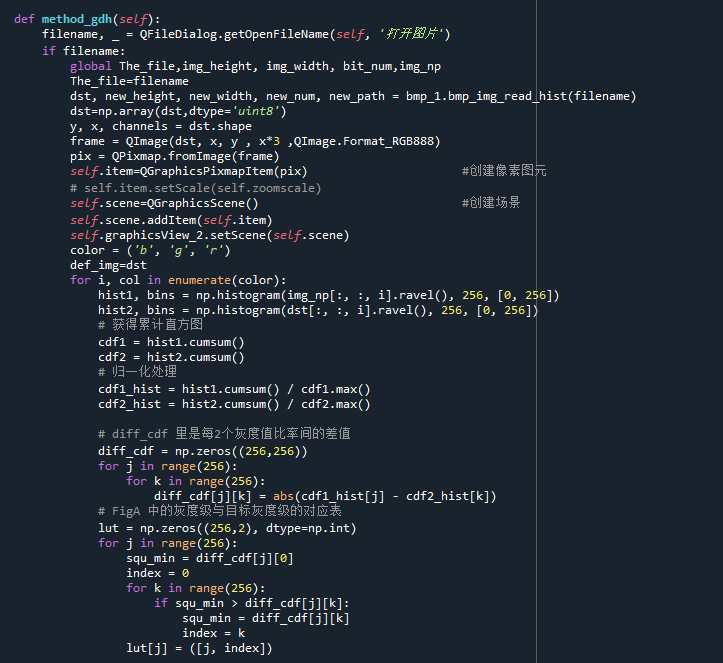 def method_gdh(self):
    filename, _ = QFileDialog.getOpenFileName(self, '打开图片')
    if filename:
        global The_file,img_height, img_width, bit_num,img_np
        The_file=filename
        dst, new_height, new_width, new_num, new_path = bmp_1.bmp_img_read_hist(filename)
        dst=np.array(dst,dtype='uint8')
        y, x, channels = dst.shape
        frame = QImage(dst, x, y , x*3 ,QImage.Format_RGB888)
        pix = QPixmap.fromImage(frame)
        self.item=QGraphicsPixmapItem(pix)                      #创建像素图元
        # self.item.setScale(self.zoomscale)
        self.scene=QGraphicsScene()                             #创建场景
        self.scene.addItem(self.item)
        self.graphicsView_2.setScene(self.scene)
        color = ('b', 'g', 'r')
        def_img=dst
        for i, col in enumerate(color):
            hist1, bins = np.histogram(img_np[:, :, i].ravel(), 256, [0, 256])
            hist2, bins = np.histogram(dst[:, :, i].ravel(), 256, [0, 256])
            # 获得累计直方图
            cdf1 = hist1.cumsum()
            cdf2 = hist2.cumsum()
            # 归一化处理
            cdf1_hist = hist1.cumsum() / cdf1.max()
            cdf2_hist = hist2.cumsum() / cdf2.max()

            # diff_cdf 里是每2个灰度值比率间的差值
            diff_cdf = np.zeros((256,256))
            for j in range(256):
                for k in range(256):
                    diff_cdf[j][k] = abs(cdf1_hist[j] - cdf2_hist[k])
            # FigA 中的灰度级与目标灰度级的对应表
            lut = np.zeros((256,2), dtype=np.int)
            for j in range(256):
                squ_min = diff_cdf[j][0]
                index = 0
                for k in range(256):
                    if squ_min > diff_cdf[j][k]:
                        squ_min = diff_cdf[j][k]
                        index = k
                lut[j] = ([j, index])